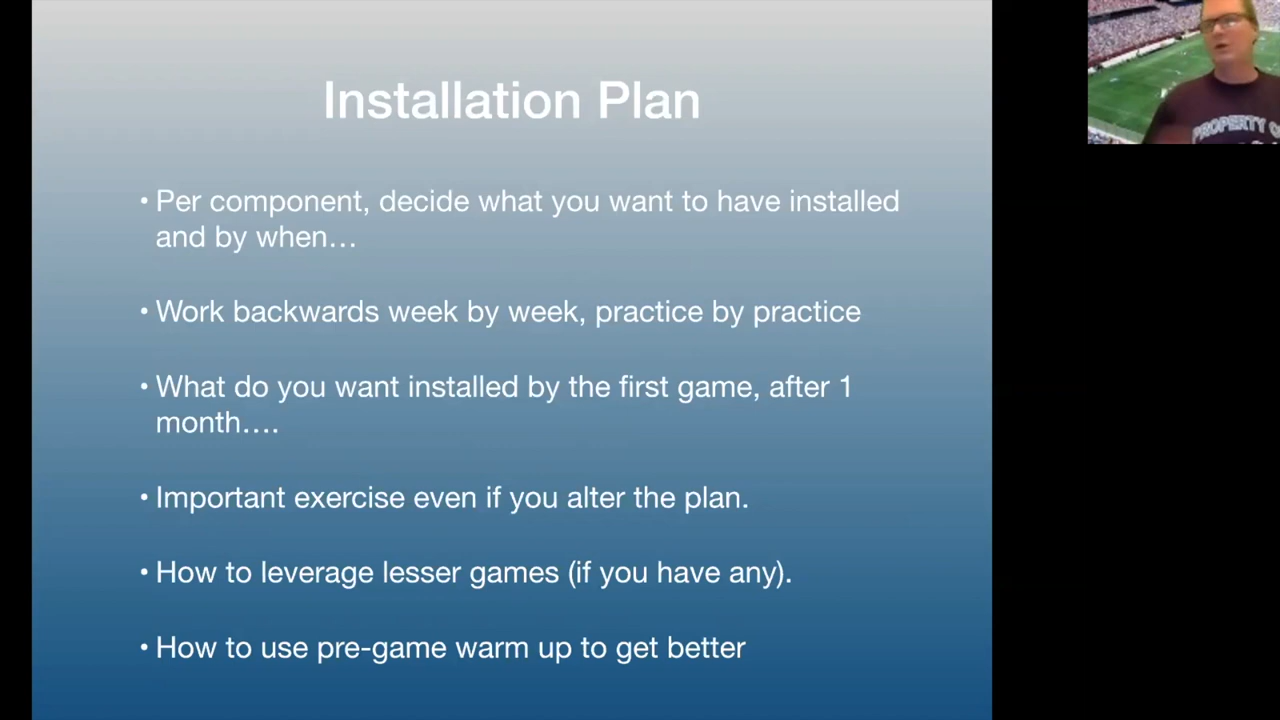 Installation Plan
• Per component, decide what you want to have installed
and by when…
• Work backwards week by week, practice by practice
• What do you want installed by the first game, after 1
month….
• Important exercise even if you alter the plan.
• How to leverage lesser games (if you have any).
• How to use pre-game warm up to get better
PROPERTY